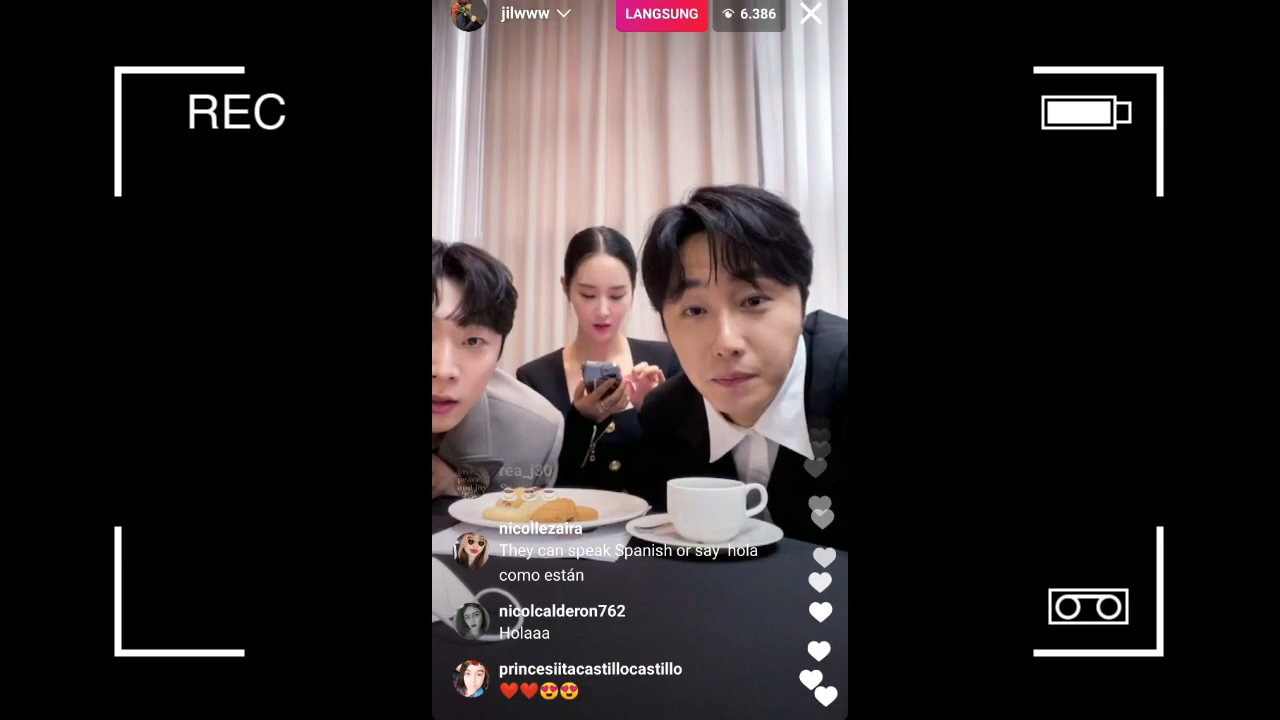 jilwww
LANGSUNG
6.386
REC
rea_j30
nicollezaira
They can speak Spanish or say hola
como están
nicolcalderon762
Holaaa
princesiitacastillocastillo
❤️❤️😍😍